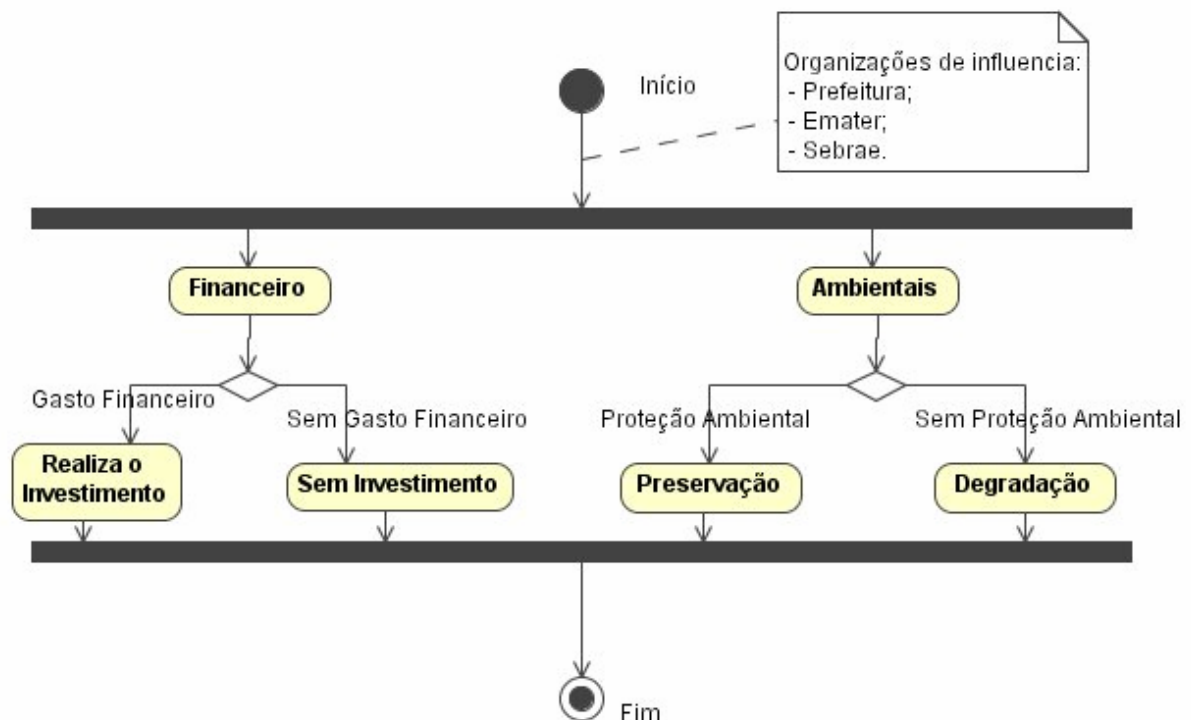 Início
Organizações de influencia:
- Prefeitura;
- Emater;
- Sebrae.
Financeiro
Ambientais
Gasto Financeiro
Sem Gasto Financeiro
Proteção Ambiental
Sem Proteção Ambiental
Realiza o
Investimento
Sem Investimento
Preservação
Degradação
Fim